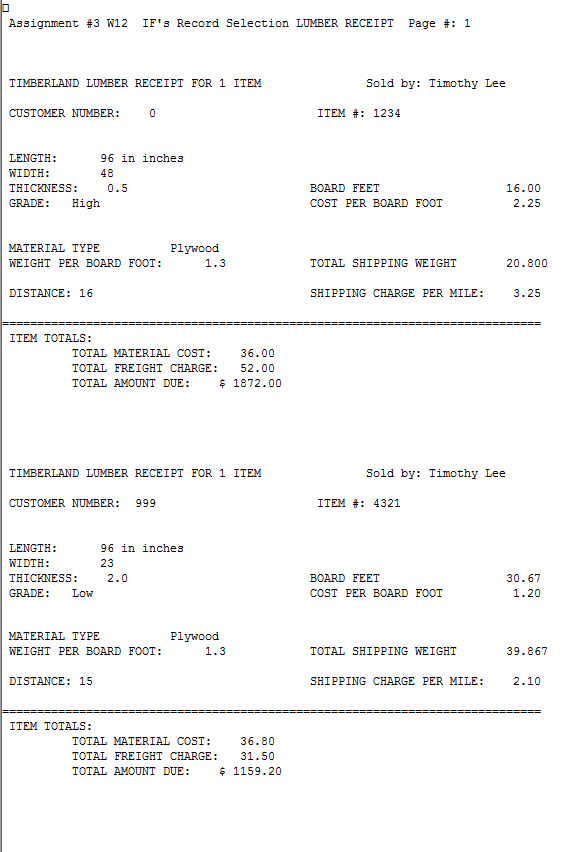 Assignment #3 W12  IF's Record Selection LUMBER RECEIPT  Page #: 1
TIMBERLAND LUMBER RECEIPT FOR 1 ITEM               Sold by: Timothy Lee
CUSTOMER NUMBER:    0                       ITEM #: 1234
LENGTH:      96 in inches
WIDTH:       48
THICKNESS:    0.5                          BOARD FEET                  16.00
GRADE:   High                              COST PER BOARD FOOT          2.25
MATERIAL TYPE          Plywood
WEIGHT PER BOARD FOOT:      1.3            TOTAL SHIPPING WEIGHT       20.800
DISTANCE: 16                               SHIPPING CHARGE PER MILE:    3.25
=============================================================================
ITEM TOTALS:
TOTAL MATERIAL COST:    36.00
TOTAL FREIGHT CHARGE:   52.00
TOTAL AMOUNT DUE:    $ 1872.00
TIMBERLAND LUMBER RECEIPT FOR 1 ITEM               Sold by: Timothy Lee
CUSTOMER NUMBER:  999                       ITEM #: 4321
LENGTH:      96 in inches
WIDTH:       23
THICKNESS:    2.0                          BOARD FEET                  30.67
GRADE:   Low                               COST PER BOARD FOOT          1.20
MATERIAL TYPE          Plywood
WEIGHT PER BOARD FOOT:      1.3            TOTAL SHIPPING WEIGHT       39.867
DISTANCE: 15                               SHIPPING CHARGE PER MILE:    2.10
=============================================================================
ITEM TOTALS:
TOTAL MATERIAL COST:    36.80
TOTAL FREIGHT CHARGE:   31.50
TOTAL AMOUNT DUE:    $ 1159.20